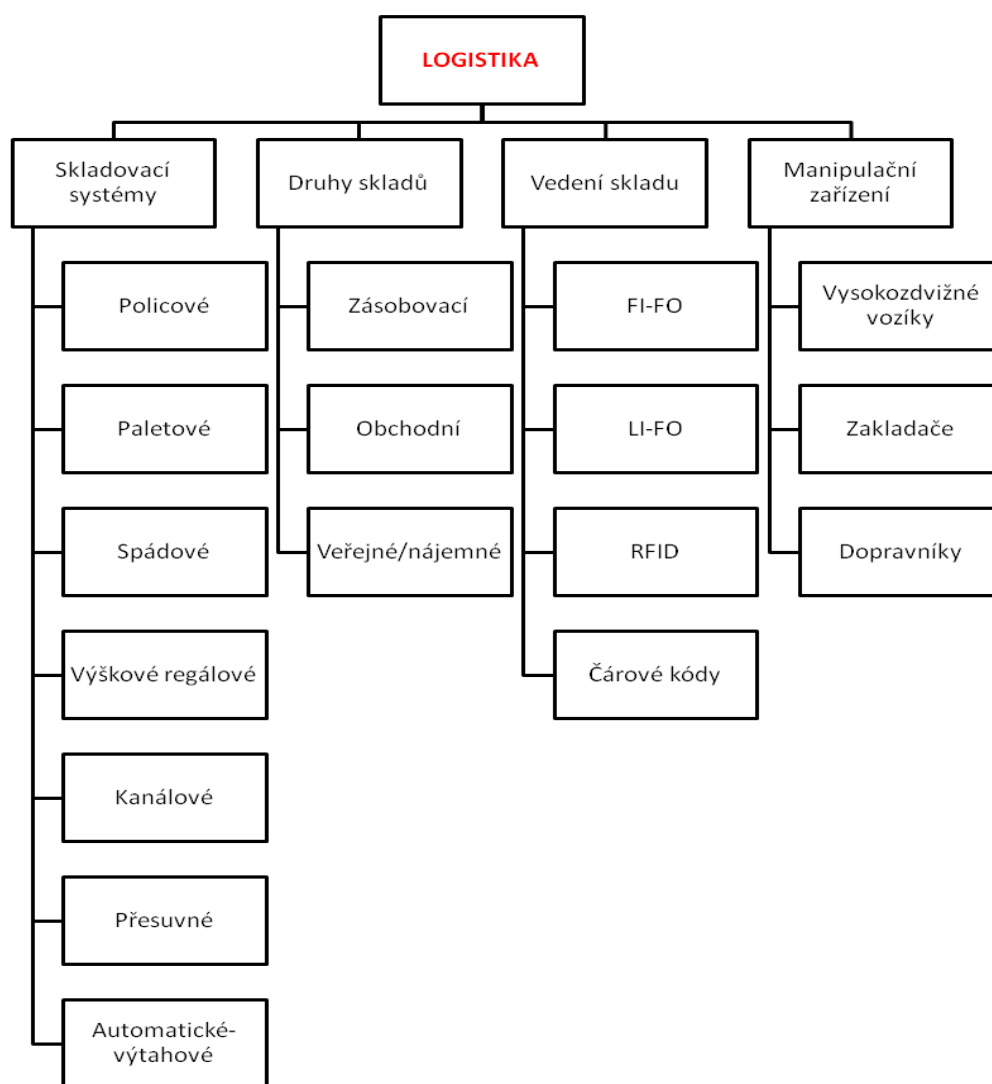 LOGISTIKA
Skladovací
systémy
Policové
Paletové
Spádové
Výškové regálové
Kanálové
Přesuvné
Automatické-
výtahové
Druhy skladů
Zásobovací
Obchodní
Veřejné/nájemné
Vedení skladu
FI-FO
LI-FO
RFID
Čárové kódy
Manipulační
zařízení
Vysokozdvižné
vozíky
Zakladače
Dopravníky